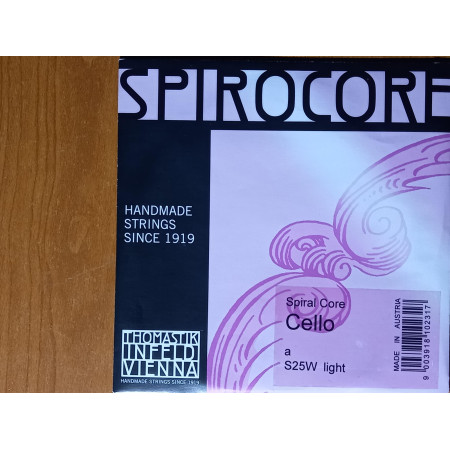 SPIROCORE
HANDMADE
STRINGS
SINCE 1919
Spiral Core
Cello
a
S25W light
MADE IN AUSTRIA
9 003918 102317
THOMASTIK
INFELD
VIENNA
HANDMADE STRINGS SINCE 1919